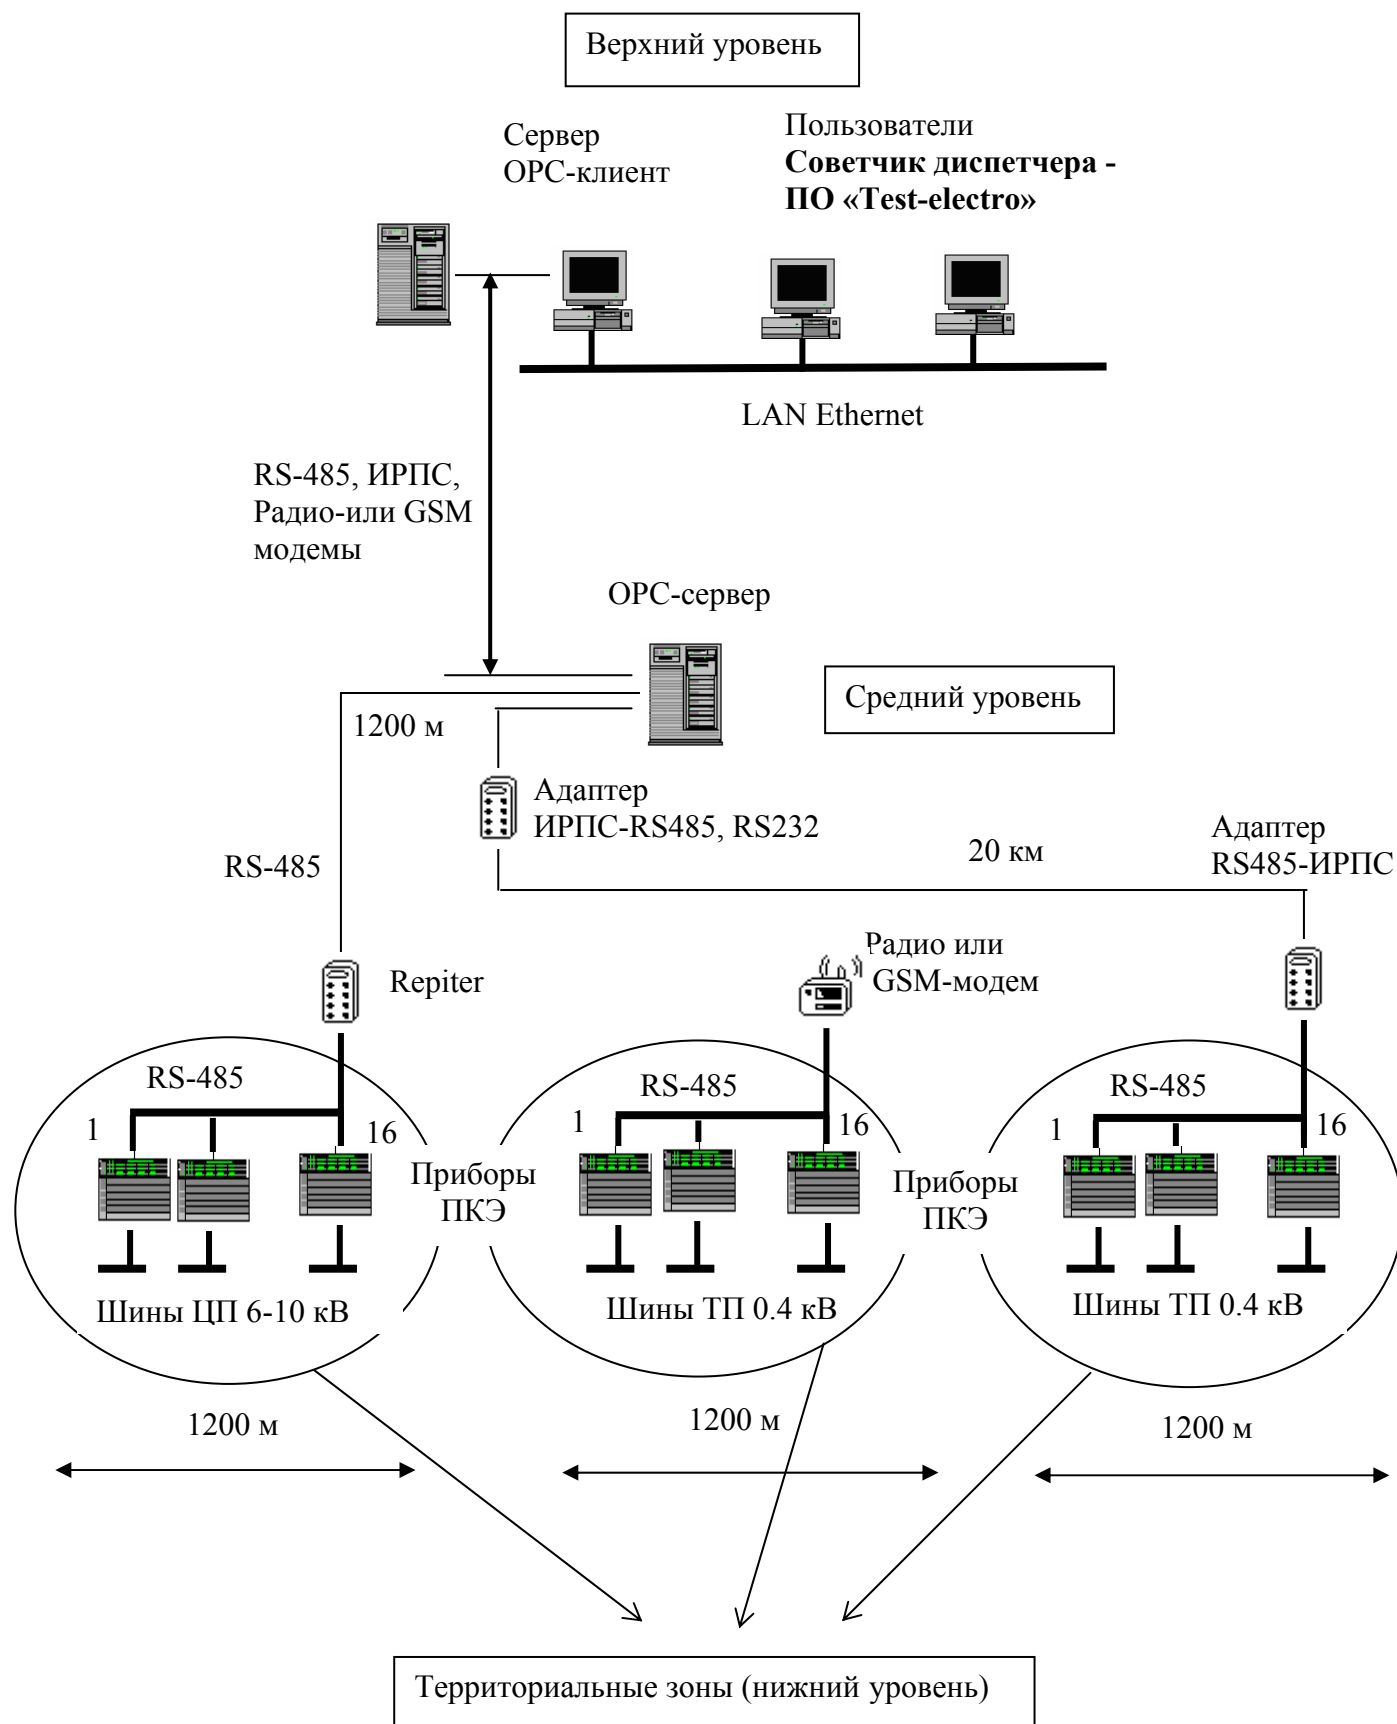 Верхний уровень
Сервер
ОРС-клиент
Пользователи
Советчик диспетчера -
ПО «Test-electro»
LAN Ethernet
RS-485, ИРПС,
Радио-или GSM
модемы
ОРС-сервер
Средний уровень
1200 м
Адаптер
ИРПС-RS485, RS232
20 км
Адаптер
RS485-ИРПС
RS-485
Repiter
Радио или
GSM-модем
RS-485
1
16
RS-485
1
16
RS-485
1
16
Приборы
ПКЭ
Приборы
ПКЭ
Шины ЦП 6-10 кВ
Шины ТП 0.4 кВ
Шины ТП 0.4 кВ
1200 м
1200 м
1200 м
Территориальные зоны (нижний уровень)